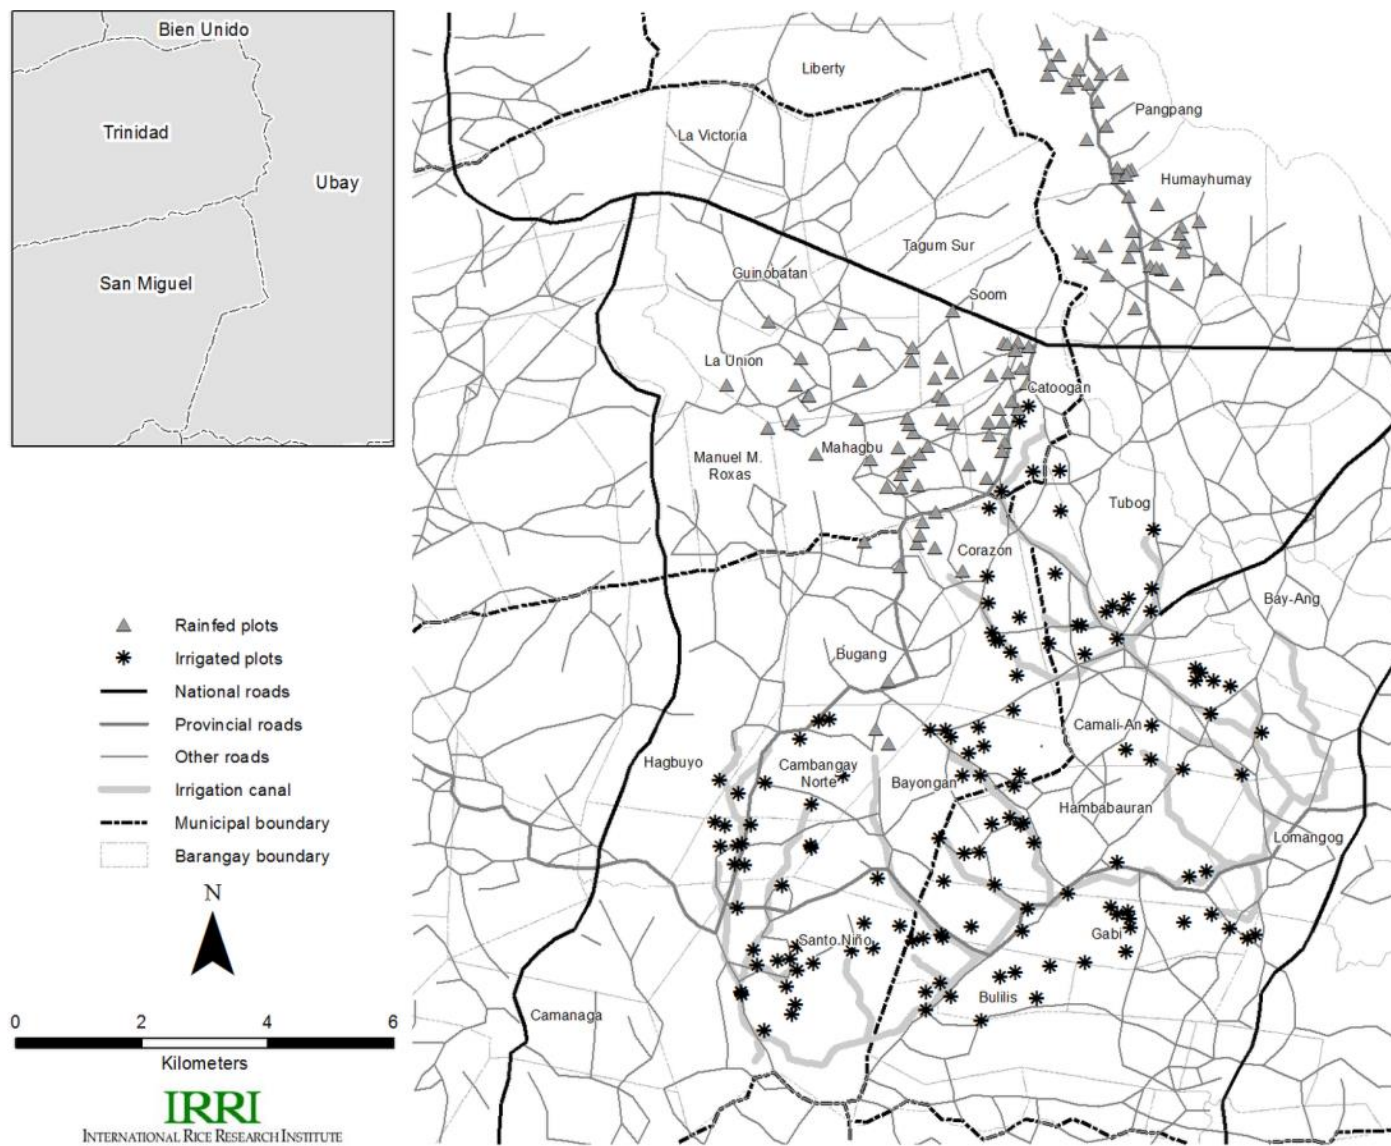 Bien Unido
Trinidad
Ubay
San Miguel
Liberty
La Victoria
Pangpang
Humayhumay
Tagum Sur
Guinobatan
Soom
La Union
Catoogan
Mahagbu
Manuel M.
Roxas
Tubog
Corazon
Bay-Ang
Bugang
Camali-An
Hagbuyo
Cambangay
Norte
Bayongan
Hambabauran
Lomangog
Santo Niño
Gabi
Bulilis
Camanaga
Rainfed plots
Irrigated plots
National roads
Provincial roads
Other roads
Irrigation canal
Municipal boundary
Barangay boundary
N
0 2 4 6
Kilometers
IRRI
INTERNATIONAL RICE RESEARCH INSTITUTE